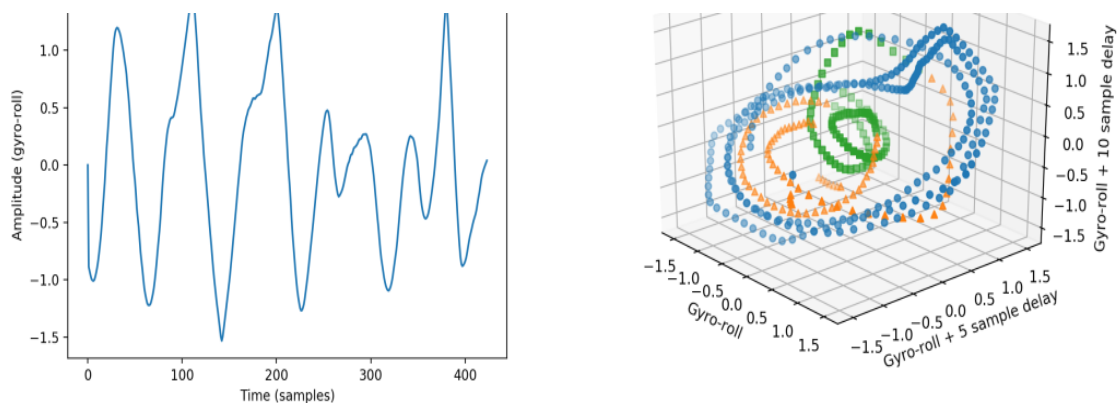 1.0
0.5
0.0
−0.5
−1.0
−1.5
Amplitude (gyro-roll)
0 100 200 300 400
Time (samples)
1.5
1.0
0.5
0.0
−0.5
−1.0
−1.5
Gyro-roll + 10 sample delay
−1.5 −1.0 −0.5 0.0 0.5 1.0 1.5
Gyro-roll
−1.5 −1.0 −0.5 0.0 0.5 1.0 1.5
Gyro-roll + 5 sample delay